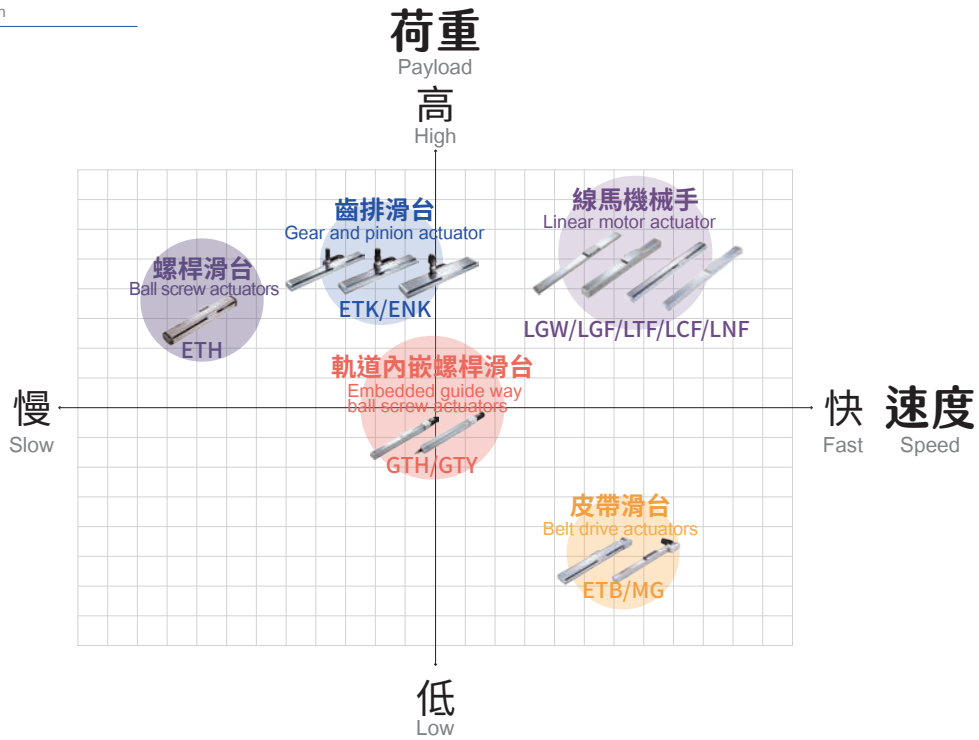 荷重
Payload
高
High
齒排滑台
Gear and pinion actuator
ETK/ENK
線馬機械手
Linear motor actuator
LGW/LGF/LTF/LCF/LNF
螺桿滑台
Ball screw actuators
ETH
軌道內嵌螺桿滑台
Embedded guide way
ball screw actuators
GTH/GTY
慢
Slow
快
Fast
速度
Speed
皮帶滑台
Belt drive actuators
ETB/MG
低
Low